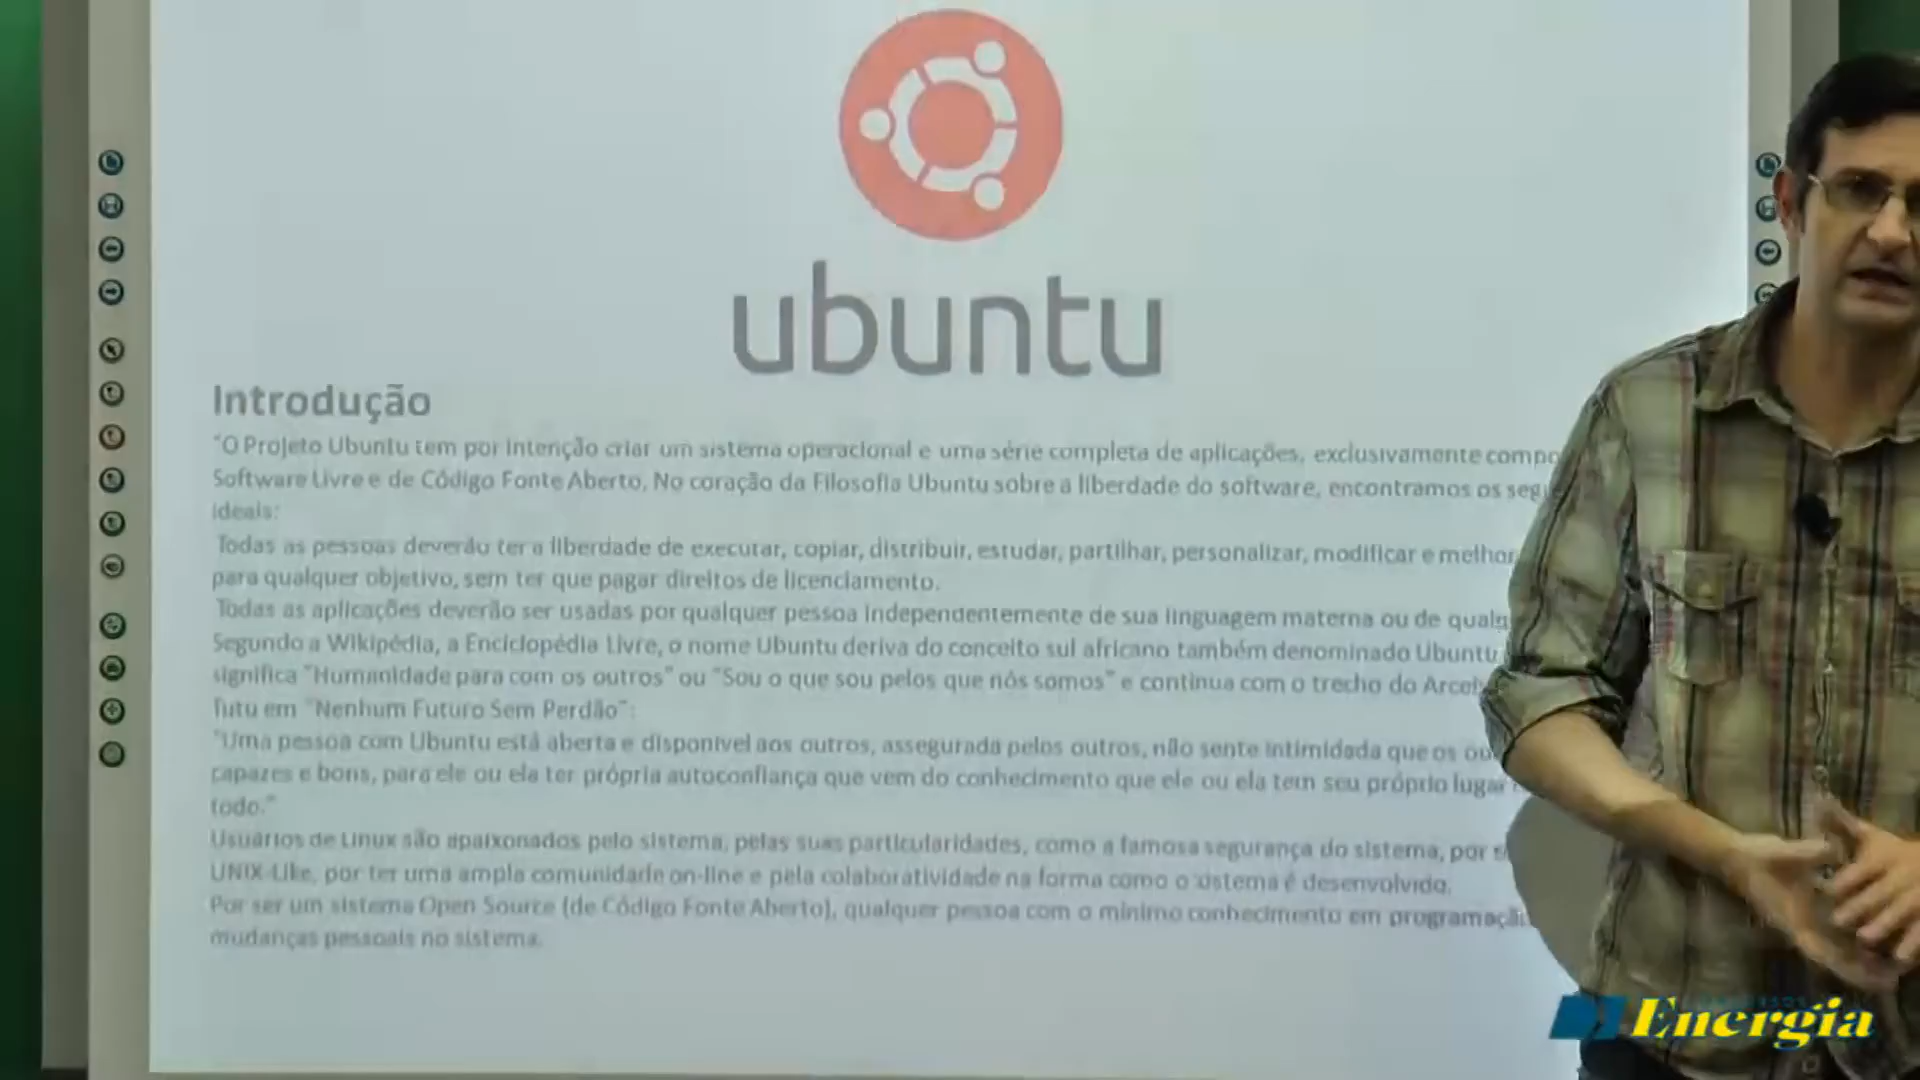 ubuntu
Introdução
"O Projeto Ubuntu tem por intenção criar um sistema operacional e uma série completa de aplicações, exclusivamente
Software Livre e de Código Fonte Aberto, No coração da Filosofia Ubuntu sobre a liberdade do software, encontramos os
ideais:
Todas as pessoas deverão ter a liberdade de executar, copiar, distribuir, estudar, partilhar, personalizar, modificar e
para qualquer objetivo, sem ter que pagar direitos de licenciamento.
Todas as aplicações deverão ser usadas por qualquer pessoa independentemente de sua linguagem materna ou de
Segundo a Wikipédia, a Enciclopédia Livre, o nome Ubuntu deriva do conceito sul africano também denominado Ubuntu
significa "Humanidade para com os outros" ou "Sou o que sou pelos que nós somos" e continua com o trecho do
Tutu em "Nenhum Futuro Sem Perdão":
"Uma pessoa com Ubuntu está aberta e disponível aos outros, assegurada pelos outros, não sente intimidada que os
capazes e bons, para ele ou ela ter própria autoconfiança que vem do conhecimento que ele ou ela tem seu próprio lugar
todo."
Usuários de Linux são apaixonados pelo sistema, pelas suas particularidades, como a famosa segurança do sistema, por
UNIX-Like, por ter uma ampla comunidade on-line e pela colaboratividade na forma como o sistema é desenvolvido.
Por ser um sistema Open Source (de Código Fonte Aberto), qualquer pessoa com o mínimo conhecimento em
mudanças pessoais no sistema.
Energia